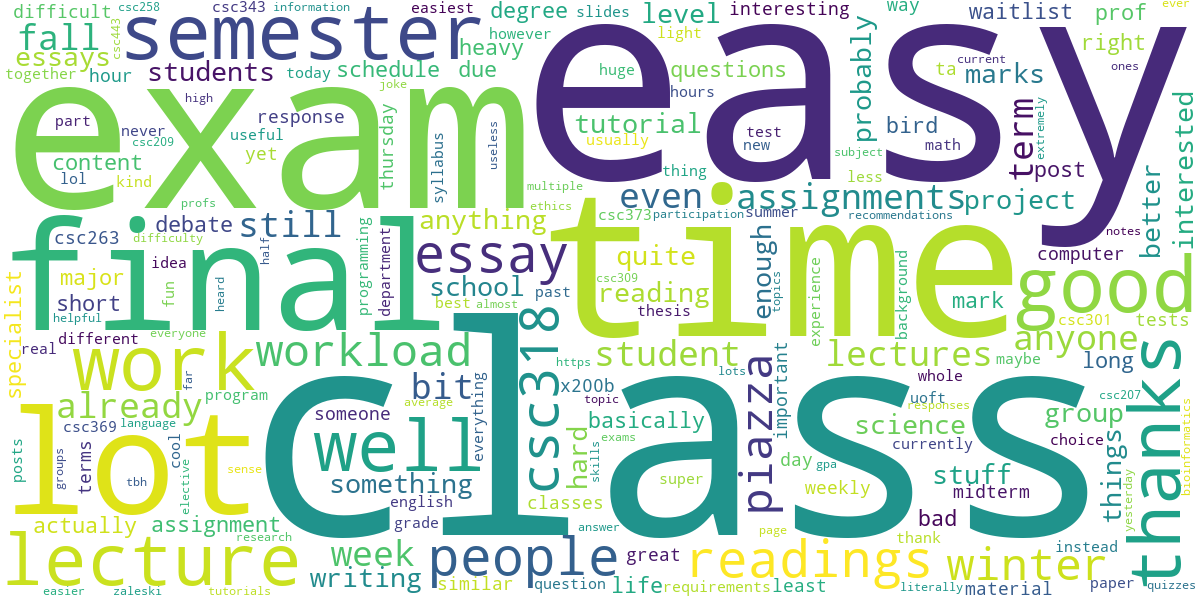 difficult
csc258
csc343
easiest
information
degree
slides
level
interesting
way
waitlist
prof
ever
fall
semester
csc443
however
light
easy
essays
heavy
right
together
hour
students
today
schedule
due
huge
questions
probably
ta
current
marks
ones
joke
hours
exam
high
part
never
csc209
useful
response
yet
thursday
syllabus
useless
tutorial
usually
test
new
bird
math
term
extremely
content
lol
kind
profs
multiple
ethics
thing
subject
less
post
better
interested
even
assignments
project
debate
still
anything
csc373
participation
summer
recommendations
notes
csc263
difficulty
half
final
programming
department
essay
time
computer
idea
quite
csc309
enough
topics
experience
background
good
major
fun
heard
school
reading
short
best
almost
past
thesis
mark
csc301
tests
helpful
everyone
specialist
real
different
work
workload
csc318
student
important
lectures
maybe
anyone
long
far
program
bit
https
x200b
lots
whole
csc207
already
someone
everything
average
topic
uoft
responses
group
thanks
csc369
language
cool
well
class
basically
exams
piazza
science
currently
choice
things
posts
groups
terms
tbh
elective
sense
something
hard
skills
super
day
gpa
weekly
stuff
midterm
yesterday
bioinformatics
lot
english
classes
grade
page
actually
assignment
research
answer
bad
thank
instead
lecture
week
people
great
readings
winter
writing
similar
question
life
requirements
least
literally
material
paper
quizzes
easier
zaleski
tutorials